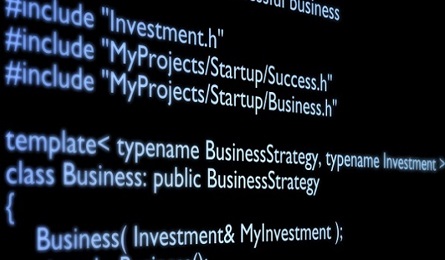 business
#include "Investment.h"
#include "MyProjects/Startup/Success.h"
#include "MyProjects/Startup/Business.h"
template< typename BusinessStrategy, typename Investment >
class Business: public BusinessStrategy
{
Business( Investment& MyInvestment );